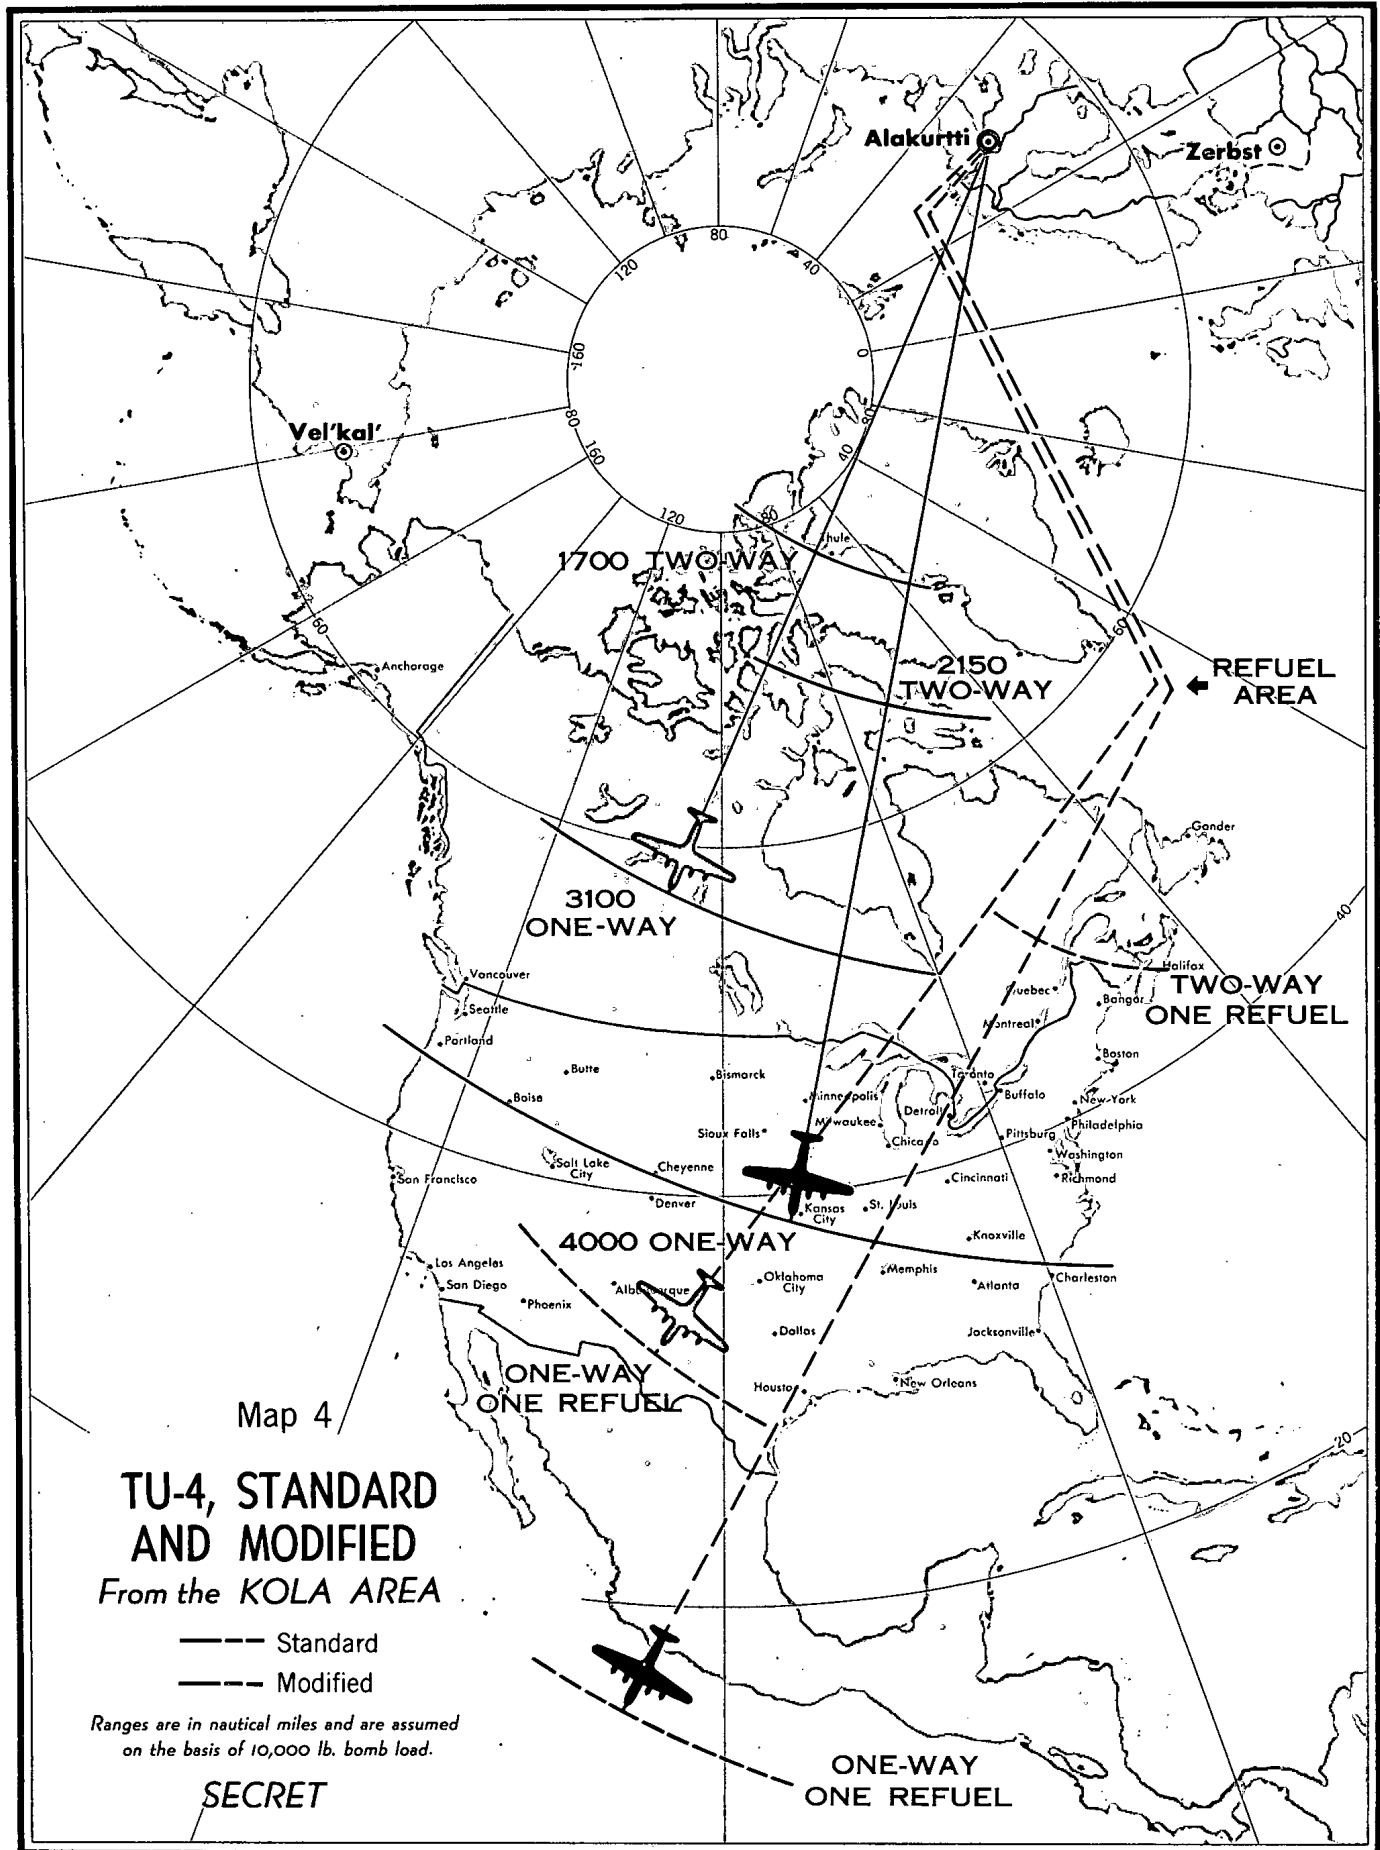 Alakurtti
Zerbst
80
120
40
160
0
80
80
Vel'kal'
160
40
120
80
Thule
1700 TWO-WAY
60
60
Anchorage
2150
TWO-WAY
REFUEL
AREA
Gander
3100
ONE-WAY
40
Vancouver
Halifax
TWO-WAY
ONE REFUEL
Quebec
Bangor
Seattle
Montreal
Portland
Boston
Butte
Bismarck
Toronto
Boise
Minneapolis
Buffalo
New York
Detroit
Milwaukee
Philadelphia
Sioux Falls
Chicago
Pittsburg
Washington
Salt Lake
City
Cheyenne
San Francisco
Cincinnati
Richmond
Denver
Kansas
City
St. Louis
Knoxville
4000 ONE-WAY
Los Angeles
San Diego
Albuquerque
Oklahoma
City
Memphis
Atlanta
Charleston
Phoenix
Dallas
Jacksonville
ONE-WAY
ONE REFUEL
Houston
New Orleans
20
Map 4
TU-4, STANDARD
AND MODIFIED
From the KOLA AREA
Standard
Modified
Ranges are in nautical miles and are assumed
on the basis of 10,000 lb. bomb load.
SECRET
ONE-WAY
ONE REFUEL